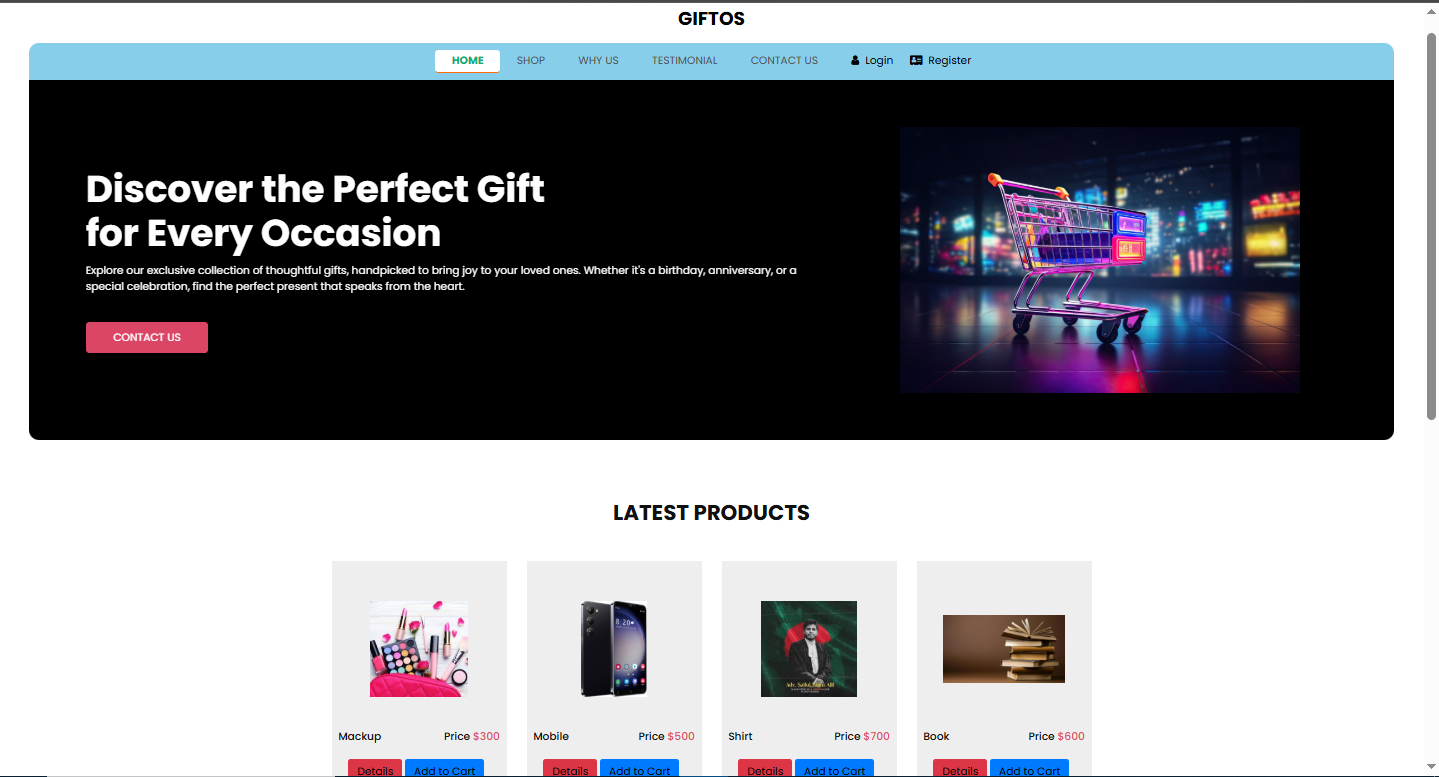 GIFTOS
HOME SHOP WHY US TESTIMONIAL CONTACT US Login Register
Discover the Perfect Gift
for Every Occasion
Explore our exclusive collection of thoughtful gifts, handpicked to bring joy to your loved ones. Whether it's a birthday, anniversary, or a
special celebration, find the perfect present that speaks from the heart.
CONTACT US
LATEST PRODUCTS
8:20
Mackup Price $300
Mobile Price $500
Shirt Price $700
Book Price $600
Details Add to Cart
Details Add to Cart
Details Add to Cart
Details Add to Cart